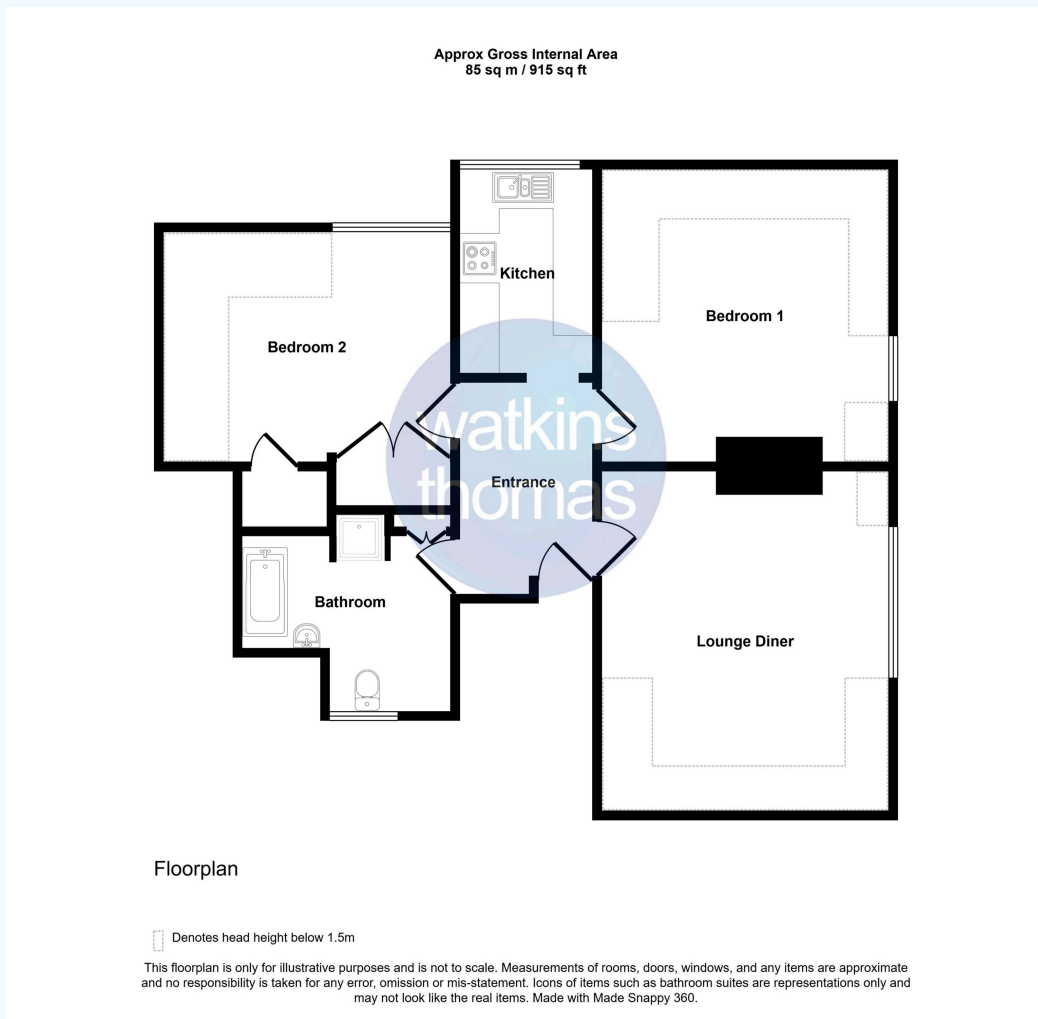 Approx Gross Internal Area
85 sq m / 915 sq ft
Kitchen
Bedroom 1
Bedroom 2
watkins
thomas
Entrance
Bathroom
Lounge Diner
Floorplan
Denotes head height below 1.5m
This floorplan is only for illustrative purposes and is not to scale. Measurements of rooms, doors, windows, and any items are approximate
and no responsibility is taken for any error, omission or mis-statement. Icons of items such as bathroom suites are representations only and
may not look like the real items. Made with Made Snappy 360.